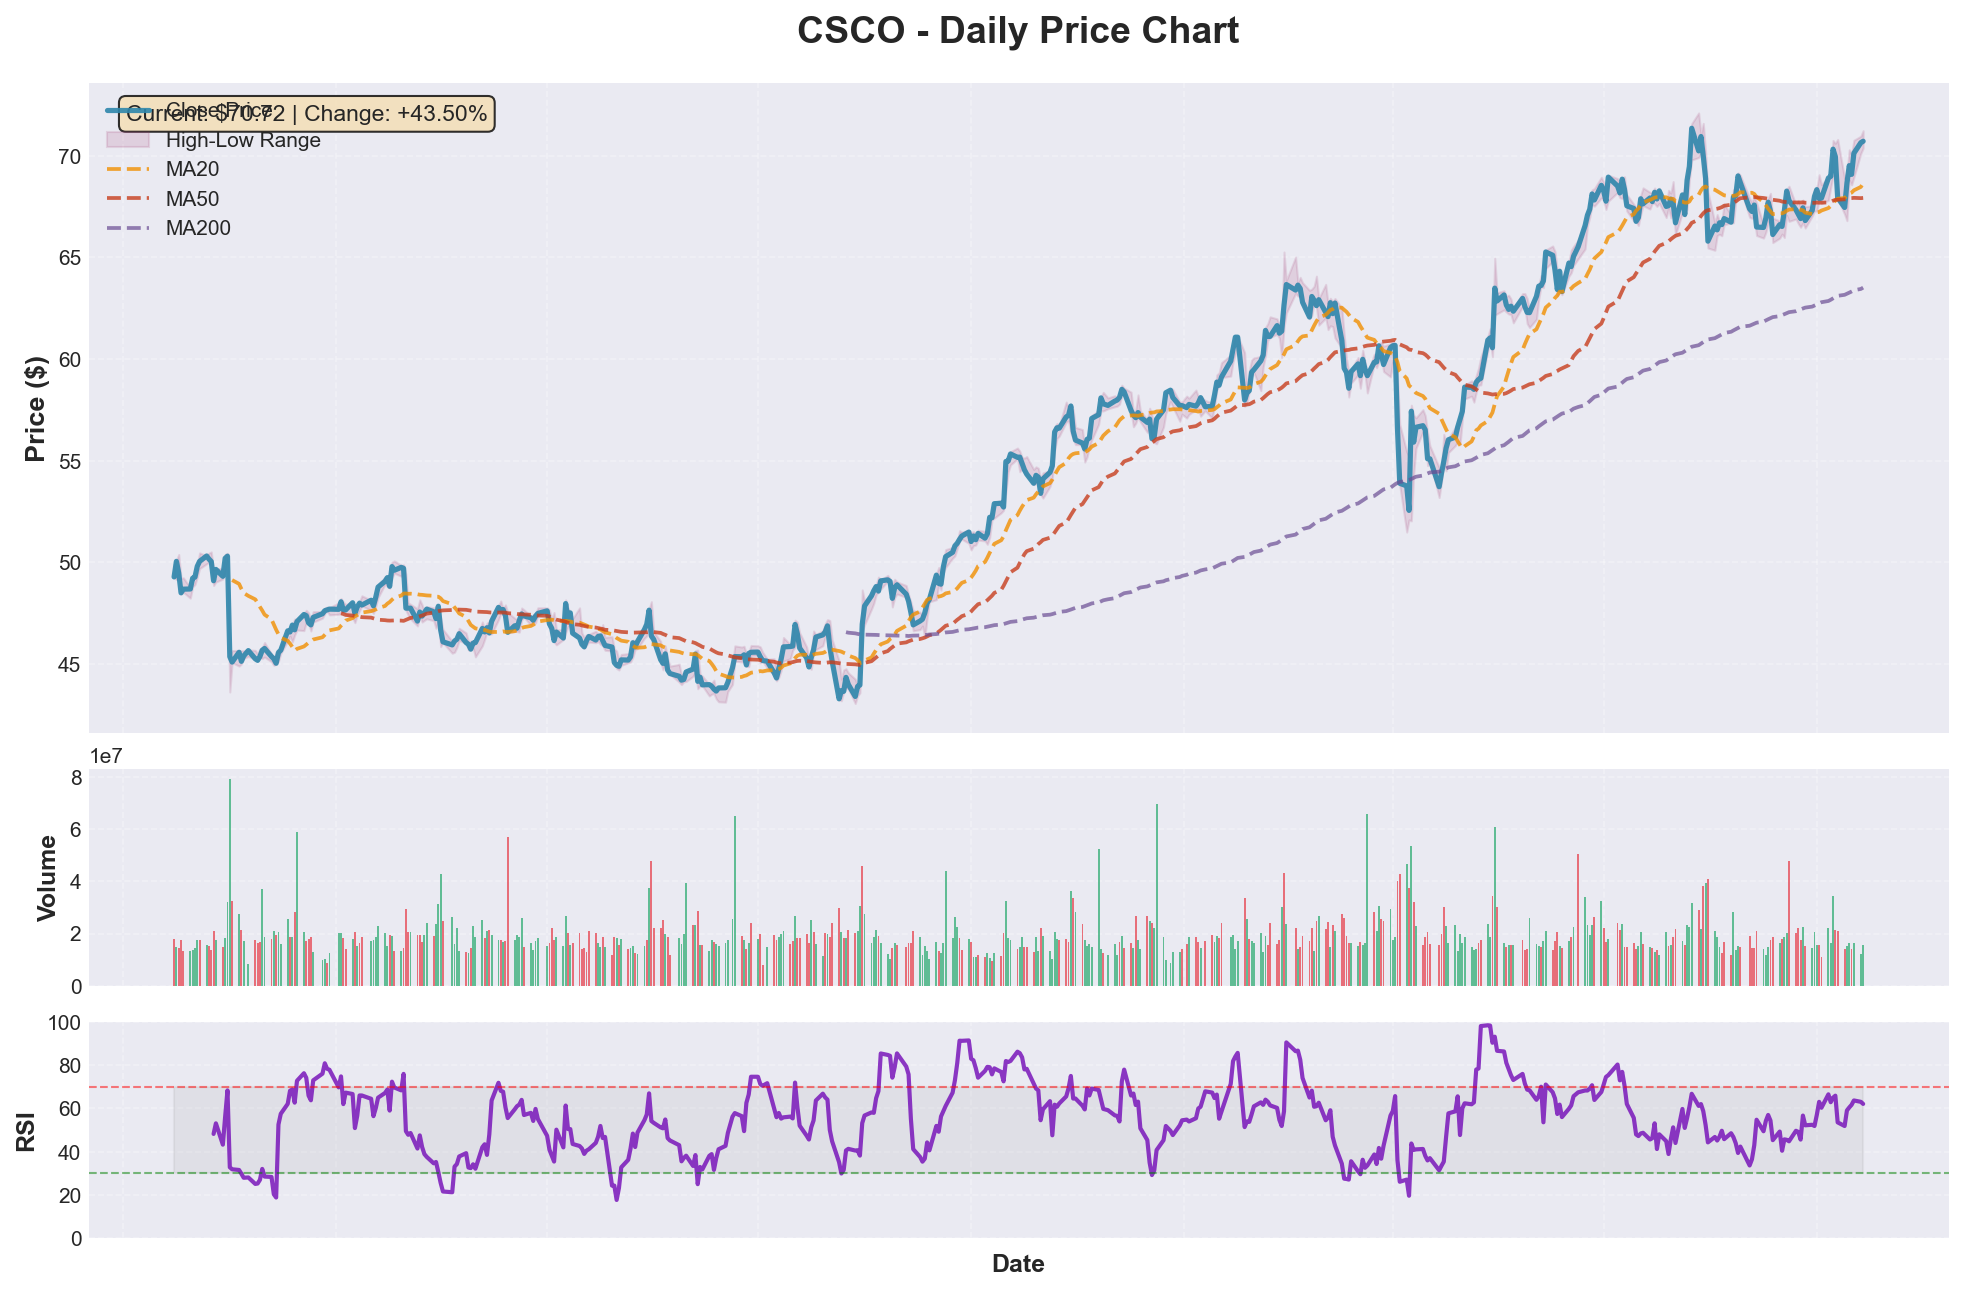 CSCO - Daily Price Chart
Current: $70.72 | Change: +43.50%
Close Price
High-Low Range
MA20
MA50
MA200
Price ($)
70
65
60
55
50
45
1e7
Volume
8
6
4
2
0
RSI
100
80
60
40
20
0
Date